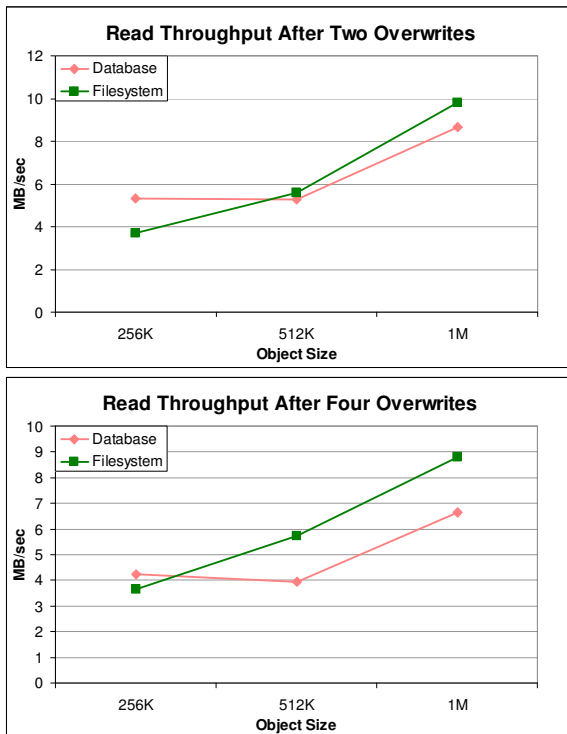 Read Throughput After Two Overwrites
12
10
8
6
4
2
0
MB/sec
Database
Filesystem
256K 512K 1M
Object Size
Read Throughput After Four Overwrites
10
9
8
7
6
5
4
3
2
1
0
MB/sec
Database
Filesystem
256K 512K 1M
Object Size